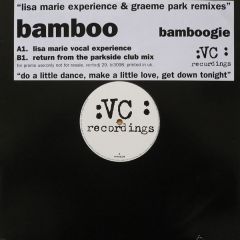 "lisa marie experience & graeme park remixes"
bamboo
bamboogie
A1. lisa marie vocal experience
B1. return from the parkside club mix
:VC:
recordings
"do a little dance, make a little love, get down tonight"
:VC:
recordings